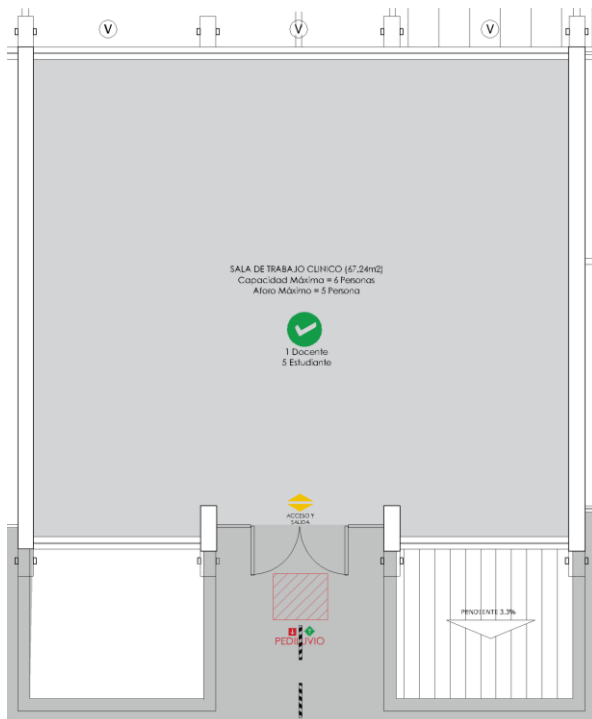 V V V
SALA DE TRABAJO CLINICO (67.24m2)
Capacidad Máxima = 6 Personas
Aforo Máximo = 5 Persona
1 Docente
5 Estudiante
ACCESO Y
SALIDA
PENDIENTE 3.3%
PEDILUVIO